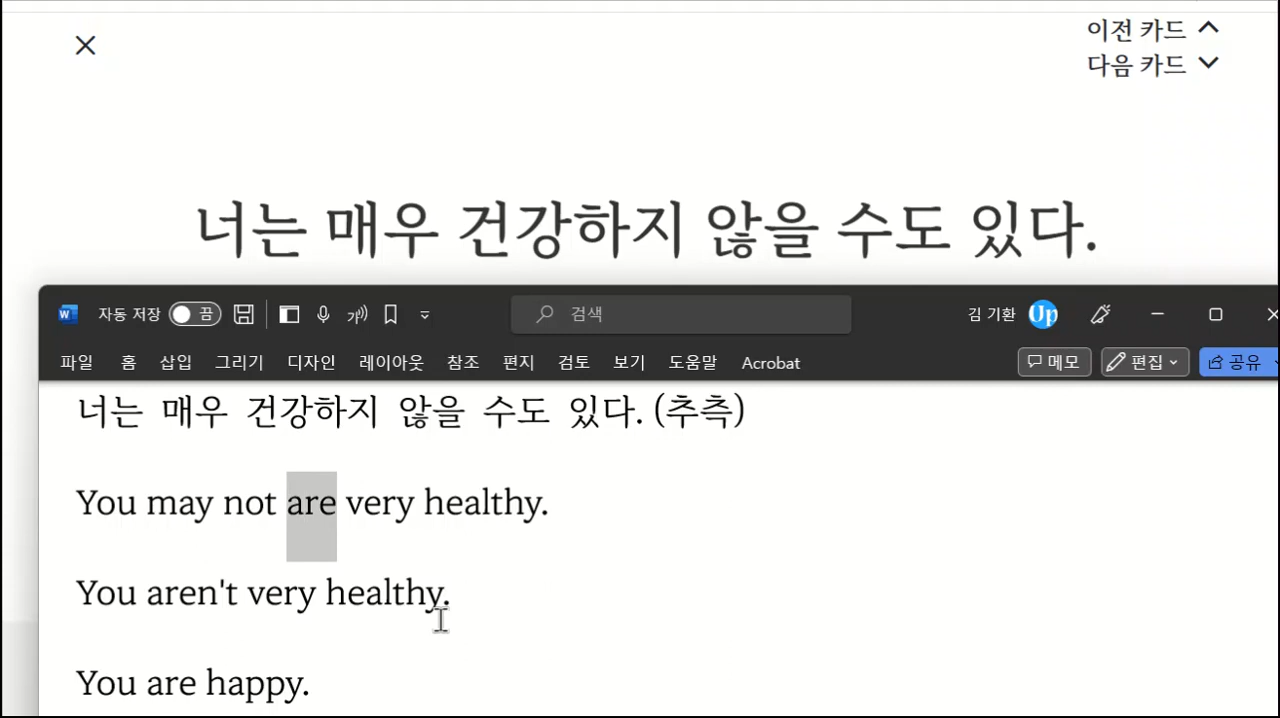 이전 카드
다음 카드
너는 매우 건강하지 않을 수도 있다.
자동 저장 끔 가 검색 김 기환 Up
파일 홈 삽입 그리기 디자인 레이아웃 참조 편지 검토 보기 도움말 Acrobat 메모 편집 공유
너는 매우 건강하지 않을 수도 있다. (추측)
You may not are very healthy.
You aren't very healthy.
You are happy.